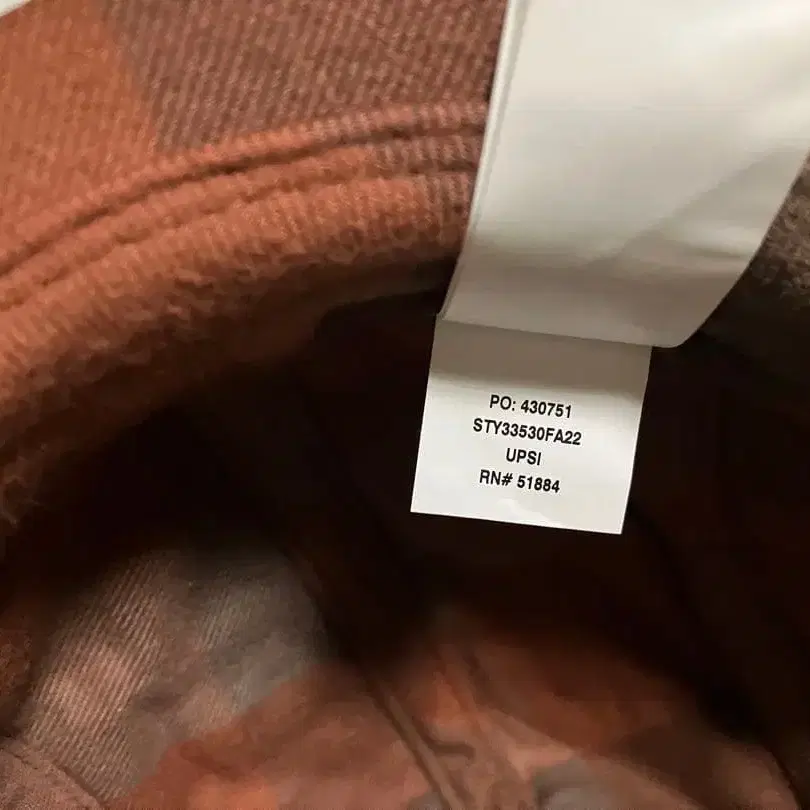 PO: 430751
STY33530FA22
UPSI
RN# 51884